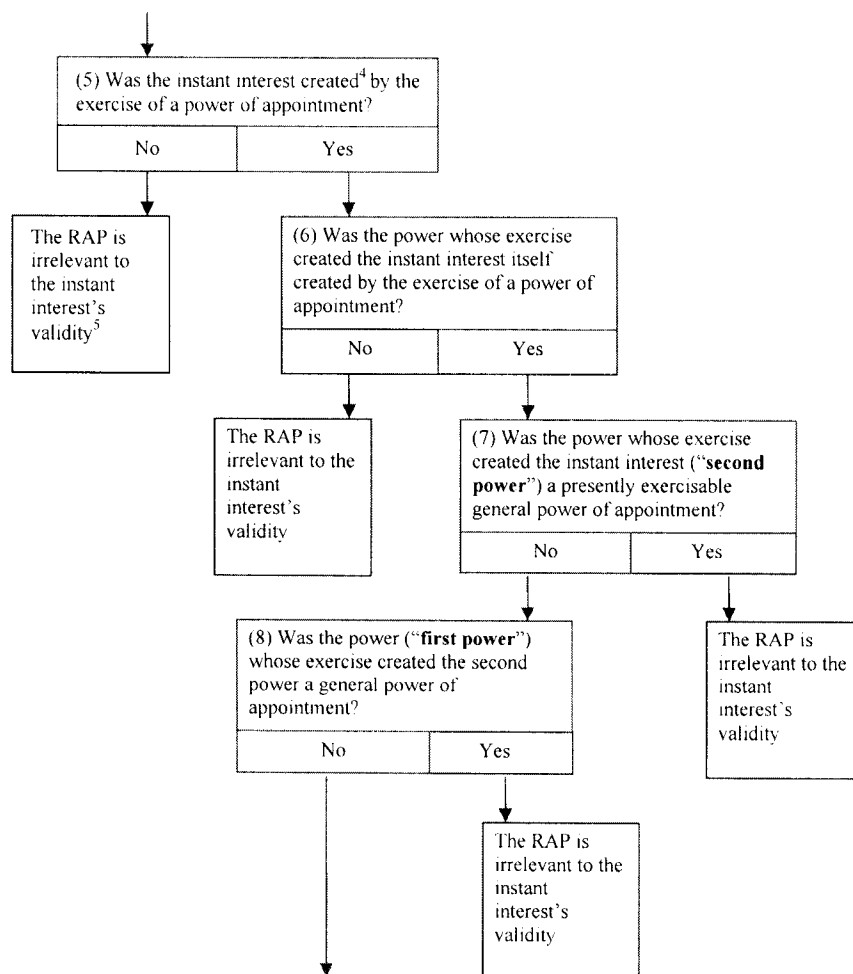 (5) Was the instant interest created⁴ by the
exercise of a power of appointment?
No
Yes
The RAP is
irrelevant to
the instant
interest's
validity⁵
(6) Was the power whose exercise
created the instant interest itself
created by the exercise of a power of
appointment?
No
Yes
The RAP is
irrelevant to the
instant
interest's
validity
(7) Was the power whose exercise
created the instant interest ("second
power") a presently exercisable
general power of appointment?
No
Yes
(8) Was the power ("first power")
whose exercise created the second
power a general power of
appointment?
No
Yes
The RAP is
irrelevant to the
instant
interest's
validity
The RAP is
irrelevant to the
instant
interest's
validity